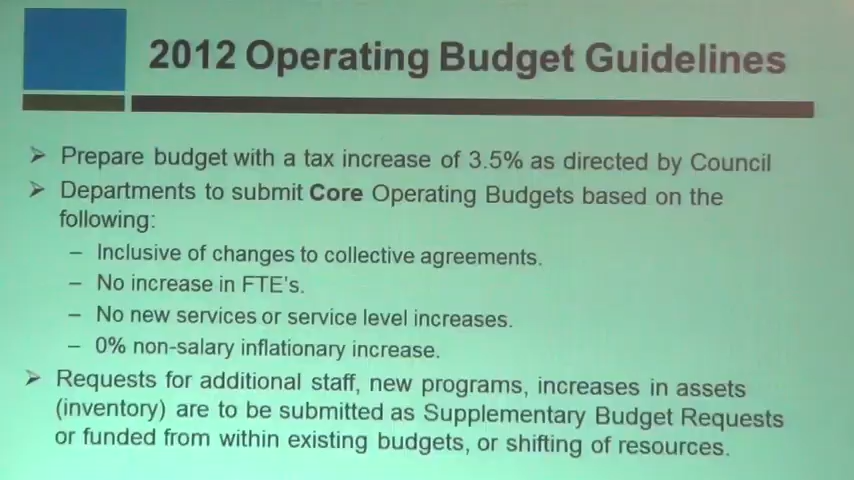 2012 Operating Budget Guidelines
➢ Prepare budget with a tax increase of 3.5% as directed by Council
➢ Departments to submit Core Operating Budgets based on the
following:
– Inclusive of changes to collective agreements.
– No increase in FTE's.
– No new services or service level increases.
– 0% non-salary inflationary increase.
➢ Requests for additional staff, new programs, increases in assets
(inventory) are to be submitted as Supplementary Budget Requests
or funded from within existing budgets, or shifting of resources.